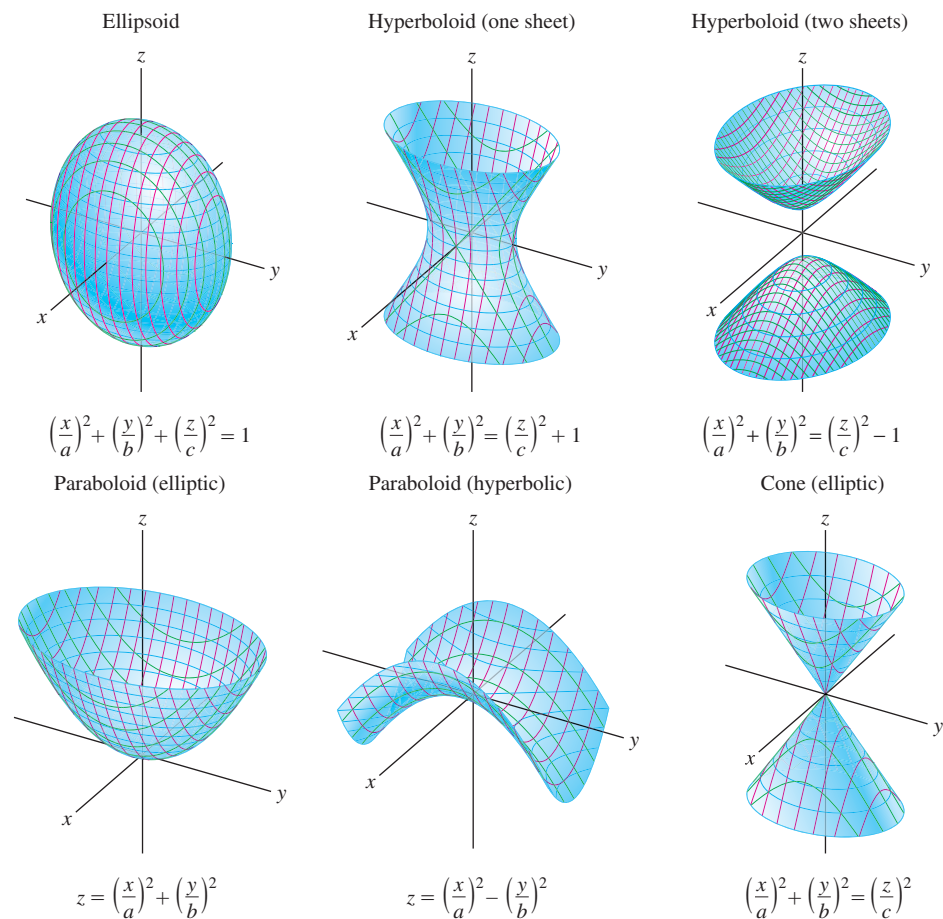 Ellipsoid Hyperboloid (one sheet) Hyperboloid (two sheets)
z z z
y y y
x x x
(x/a)² + (y/b)² + (z/c)² = 1 (x/a)² + (y/b)² = (z/c)² + 1 (x/a)² + (y/b)² = (z/c)² − 1
Paraboloid (elliptic) Paraboloid (hyperbolic) Cone (elliptic)
z z z
y y y
x x x
z = (x/a)² + (y/b)² z = (x/a)² − (y/b)² (x/a)² + (y/b)² = (z/c)²